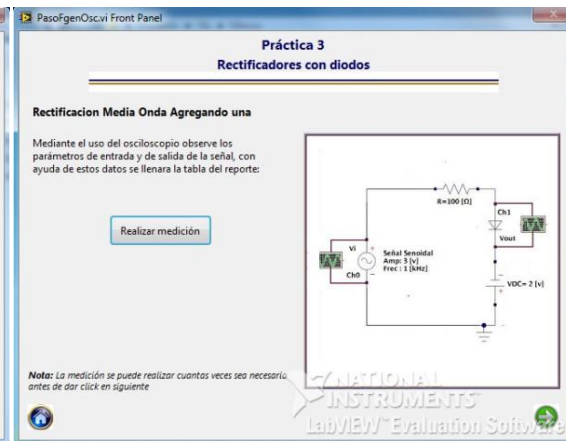 PasoFgenOsc.vi Front Panel
Práctica 3
Rectificadores con diodos
Rectificacion Media Onda Agregando una
Mediante el uso del osciloscopio observe los
parámetros de entrada y de salida de la señal, con
ayuda de estos datos se llenara la tabla del reporte:
Realizar medición
R=100 [Ω]
Ch1
Vout
Vi
+
Señal Senoidal
Amp: 3 [v]
Frec : 1 [kHz]
Ch0
-
-
VDC= 2 [v]
+
Nota: La medición se puede realizar cuantas veces sea necesario
antes de dar click en siguiente
NATIONAL
INSTRUMENTS
LabVIEW™ Evaluation Software